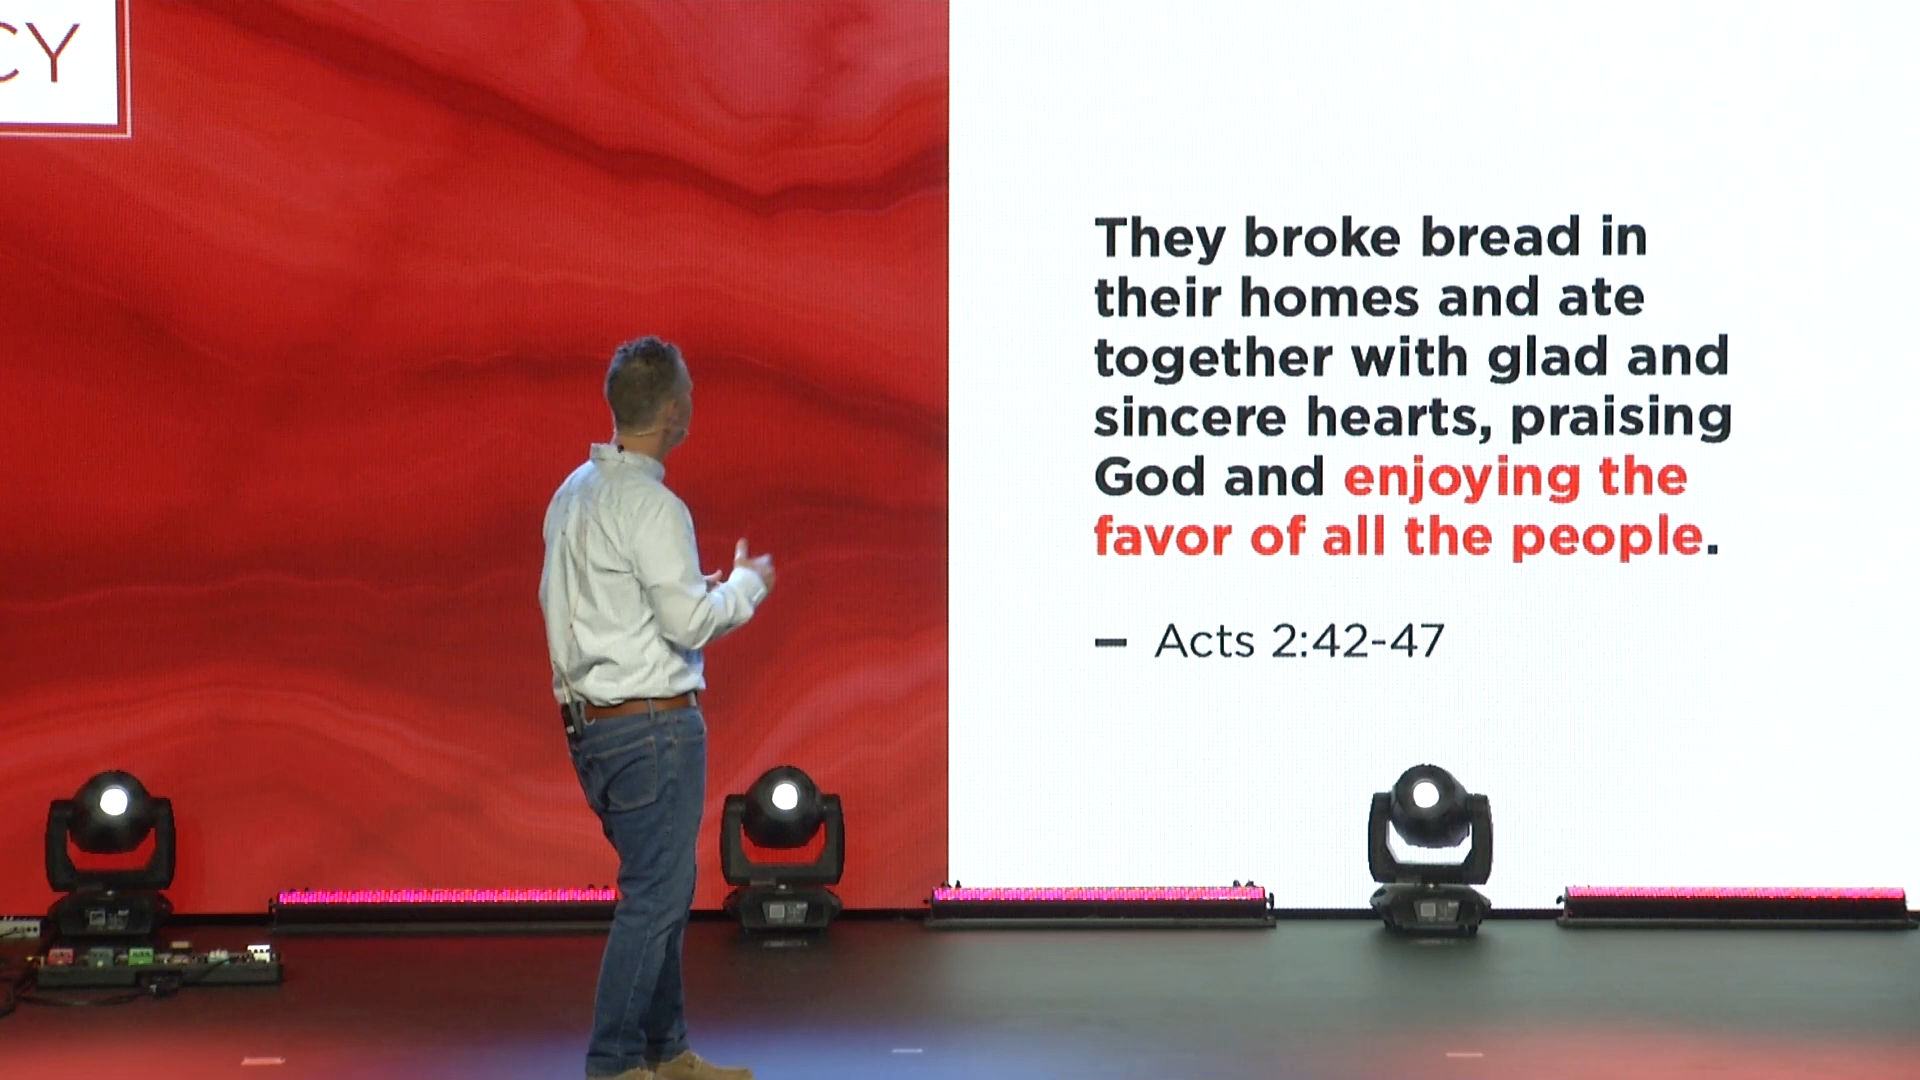 CY
They broke bread in
their homes and ate
together with glad and
sincere hearts, praising
God and enjoying the
favor of all the people.
– Acts 2:42-47